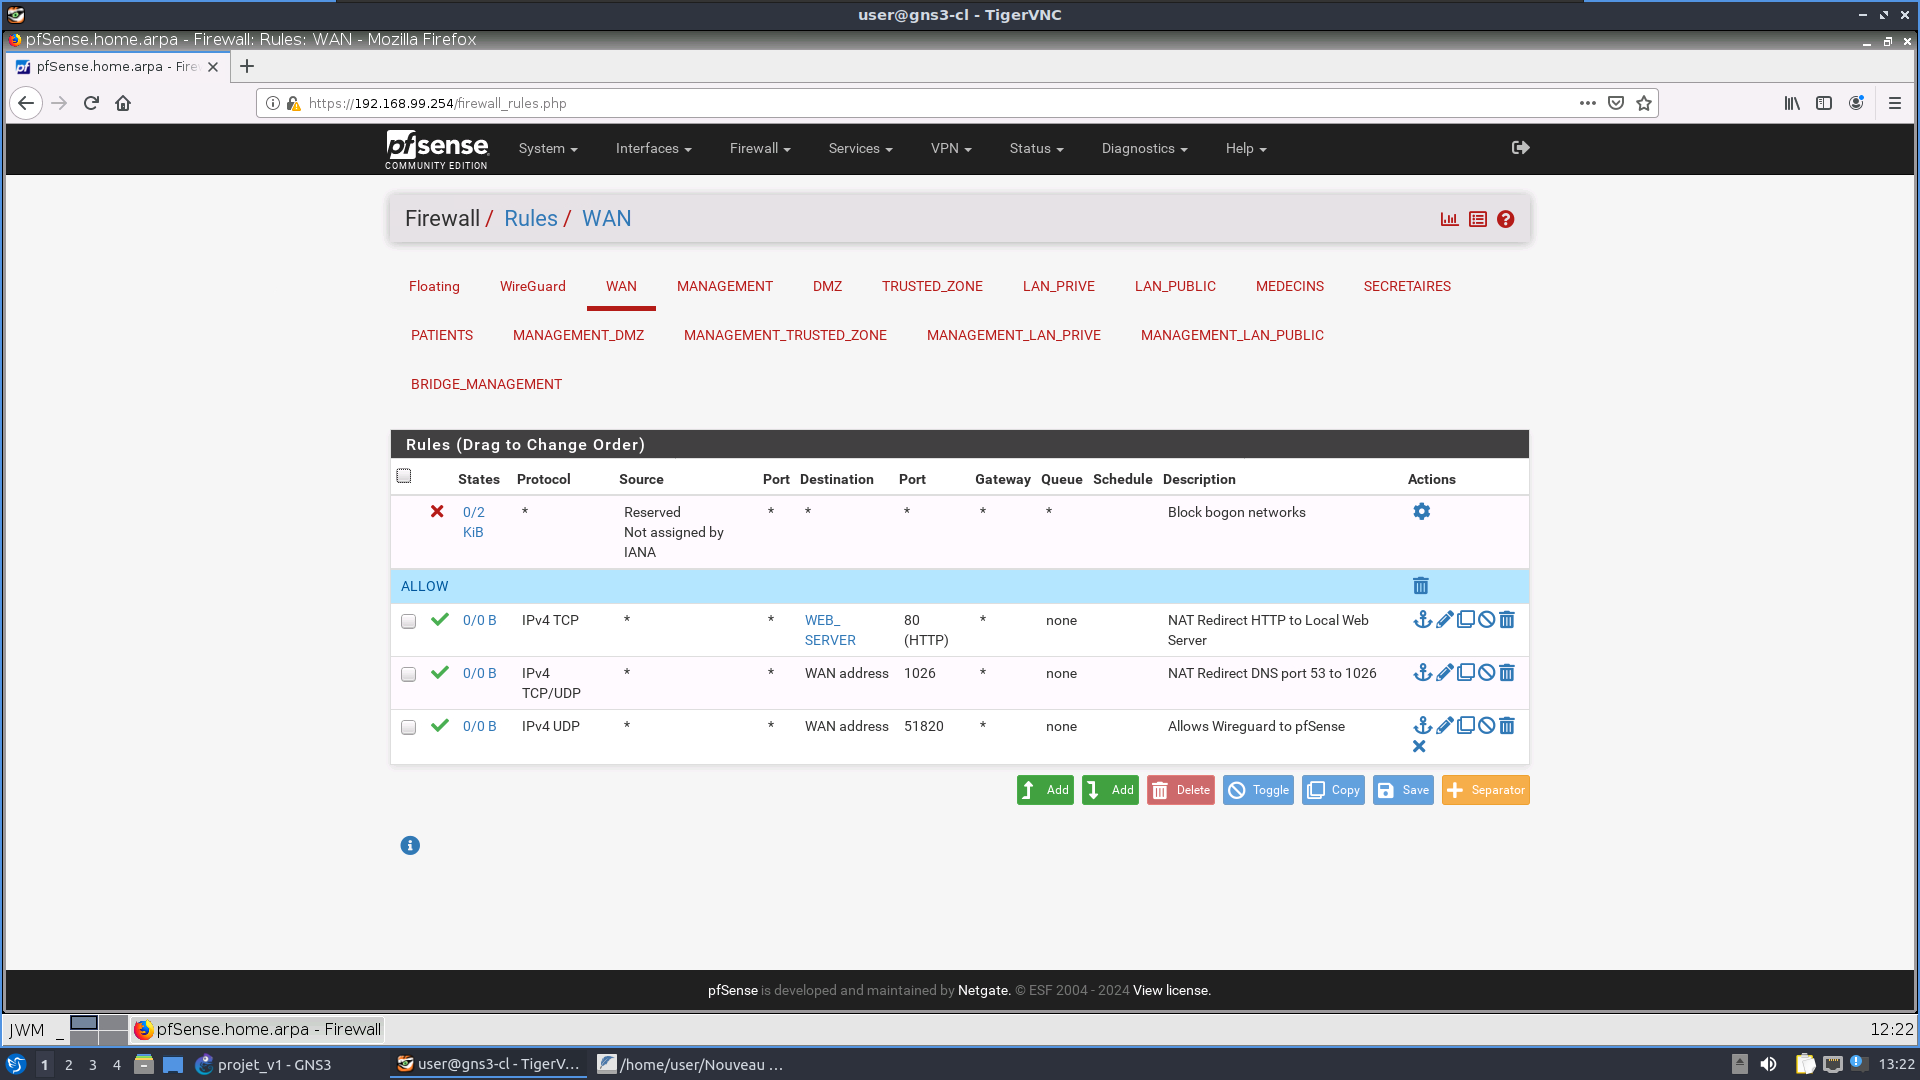 user@gns3-cl - TigerVNC
pfSense.home.arpa - Firewall: Rules: WAN - Mozilla Firefox
pfSense.home.arpa - Fire
https://192.168.99.254/firewall_rules.php
pfsense
COMMUNITY EDITION
System Interfaces Firewall Services VPN Status Diagnostics Help
Firewall / Rules / WAN
Floating WireGuard WAN MANAGEMENT DMZ TRUSTED_ZONE LAN_PRIVE LAN_PUBLIC MEDECINS SECRETAIRES
PATIENTS MANAGEMENT_DMZ MANAGEMENT_TRUSTED_ZONE MANAGEMENT_LAN_PRIVE MANAGEMENT_LAN_PUBLIC
BRIDGE_MANAGEMENT
Rules (Drag to Change Order)
States Protocol Source Port Destination Port Gateway Queue Schedule Description Actions
0/2 * Reserved * * * * * Block bogon networks
KiB Not assigned by
IANA
ALLOW
0/0 B IPv4 TCP * * WEB_ 80 * none NAT Redirect HTTP to Local Web
SERVER (HTTP) Server
0/0 B IPv4 * * WAN address 1026 * none NAT Redirect DNS port 53 to 1026
TCP/UDP
0/0 B IPv4 UDP * * WAN address 51820 * none Allows Wireguard to pfSense
Add Add Delete Toggle Copy Save Separator
pfSense is developed and maintained by Netgate. © ESF 2004 - 2024 View license.
JWM _ pfSense.home.arpa - Firewall 12:22
1 2 3 4 projet_v1 - GNS3 user@gns3-cl - TigerV... /home/user/Nouveau ... 13:22